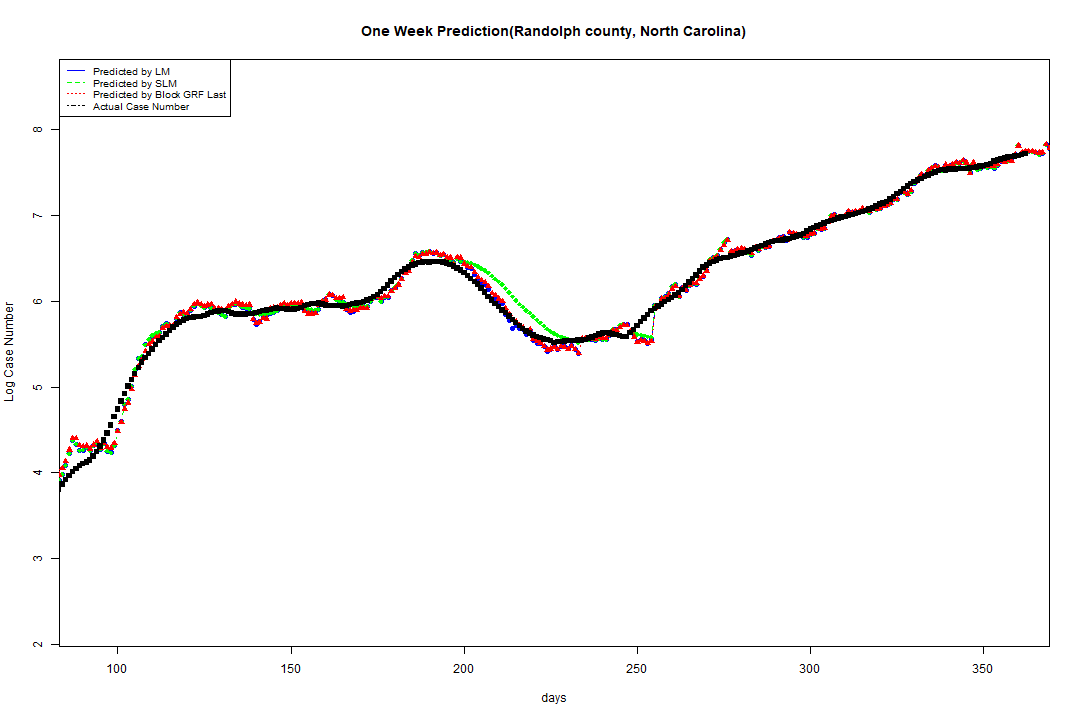 One Week Prediction(Randolph county, North Carolina)
Predicted by LM
Predicted by SLM
Predicted by Block GRF Last
Actual Case Number
Log Case Number
8
7
6
5
4
3
2
100 150 200 250 300 350
days